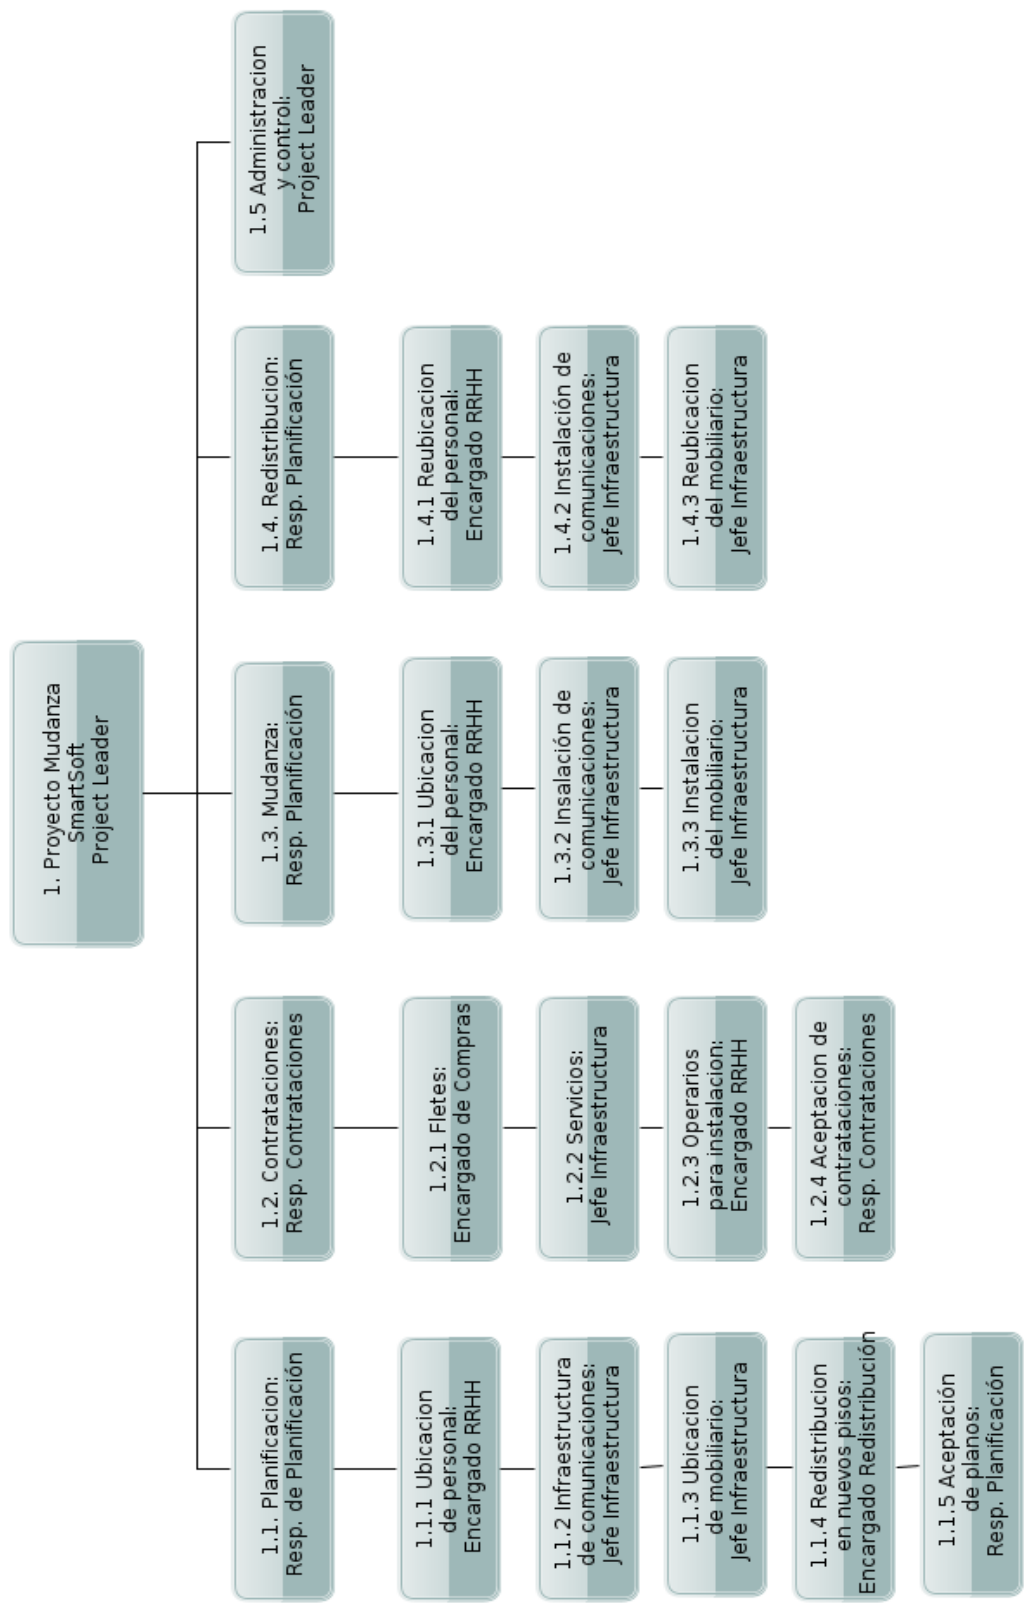 1. Proyecto Mudanza
SmartSoft
Project Leader
1.1. Planificacion:
Resp. de Planificación
1.1.1 Ubicacion
de personal:
Encargado RRHH
1.1.2 Infraestructura
de comunicaciones:
Jefe Infraestructura
1.1.3 Ubicacion
de mobiliario:
Jefe Infraestructura
1.1.4 Redistribucion
en nuevos pisos:
Encargado Redistribución
1.1.5 Aceptación
de planos:
Resp. Planificación
1.2. Contrataciones:
Resp. Contrataciones
1.2.1 Fletes:
Encargado de Compras
1.2.2 Servicios:
Jefe Infraestructura
1.2.3 Operarios
para instalacion:
Encargado RRHH
1.2.4 Aceptacion de
contrataciones:
Resp. Contrataciones
1.3. Mudanza:
Resp. Planificación
1.3.1 Ubicacion
del personal:
Encargado RRHH
1.3.2 Insalación de
comunicaciones:
Jefe Infraestructura
1.3.3 Instalacion
del mobiliario:
Jefe Infraestructura
1.4. Redistribucion:
Resp. Planificación
1.4.1 Reubicacion
del personal:
Encargado RRHH
1.4.2 Instalación de
comunicaciones:
Jefe Infraestructura
1.4.3 Reubicacion
del mobiliario:
Jefe Infraestructura
1.5 Administracion
y control:
Project Leader